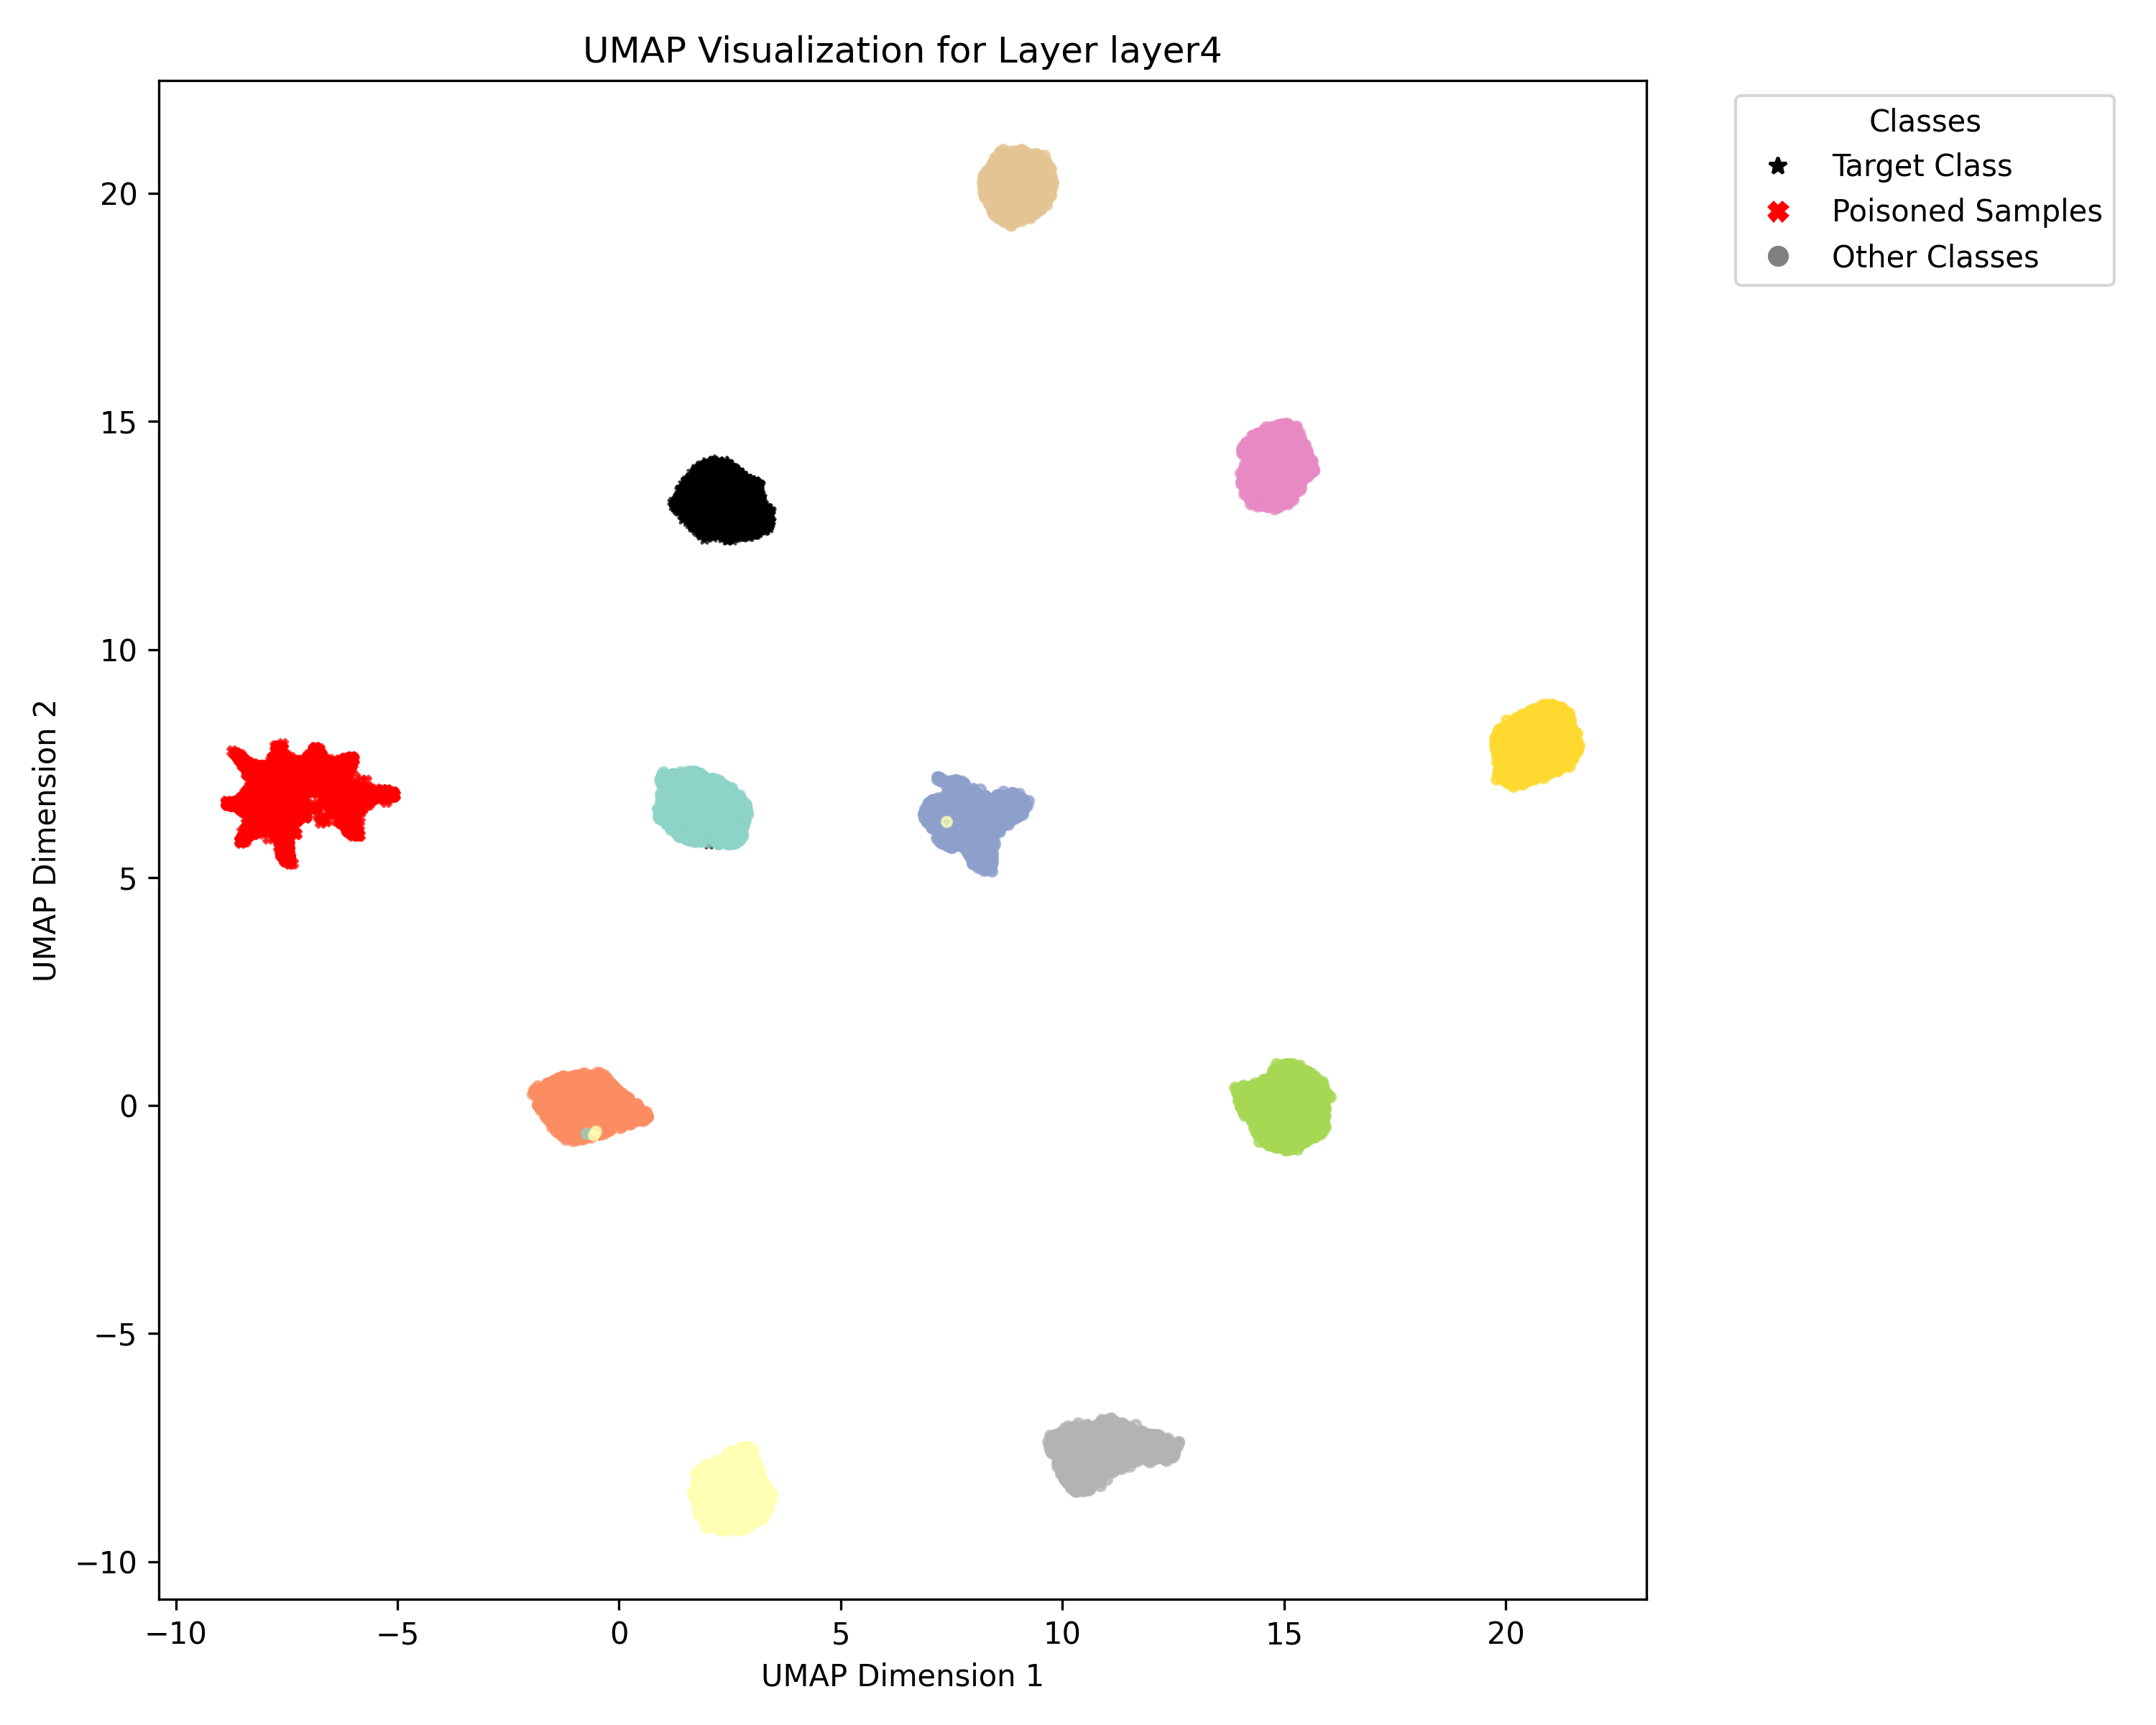 UMAP Visualization for Layer layer4
Classes
Target Class
Poisoned Samples
Other Classes
20
15
10
5
0
−5
−10
UMAP Dimension 2
−10
−5
0
5
10
15
20
UMAP Dimension 1